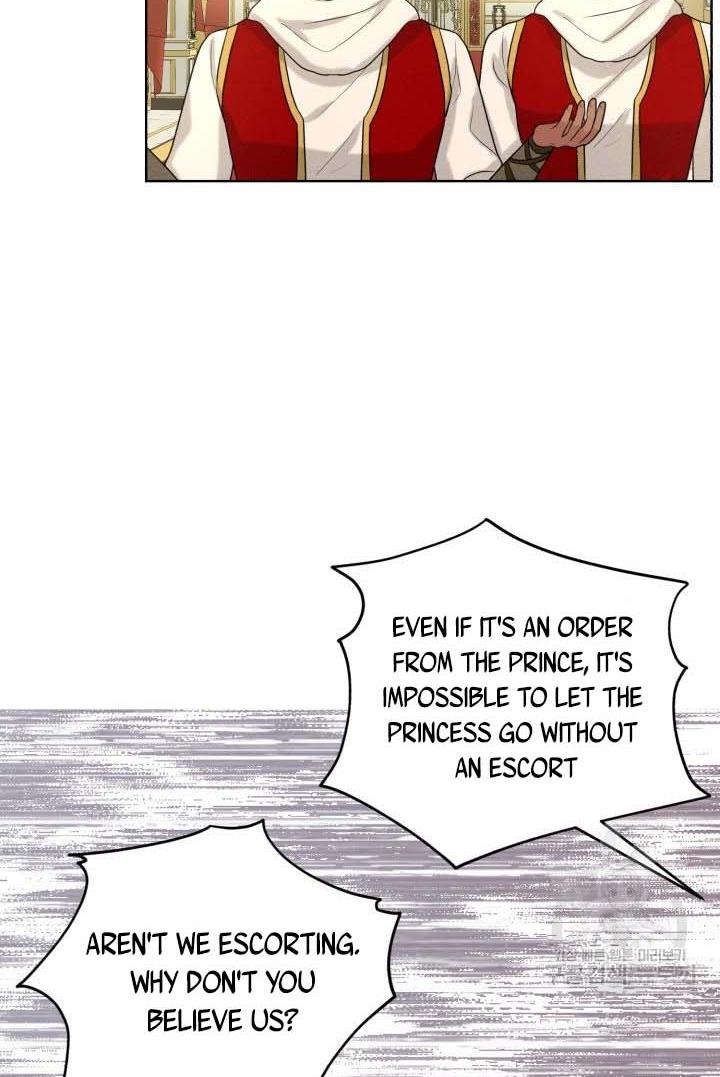 EVEN IF IT'S AN ORDER
FROM THE PRINCE, IT'S
IMPOSSIBLE TO LET THE
PRINCESS GO WITHOUT
AN ESCORT
AREN'T WE ESCORTING.
WHY DON'T YOU
BELIEVE US?